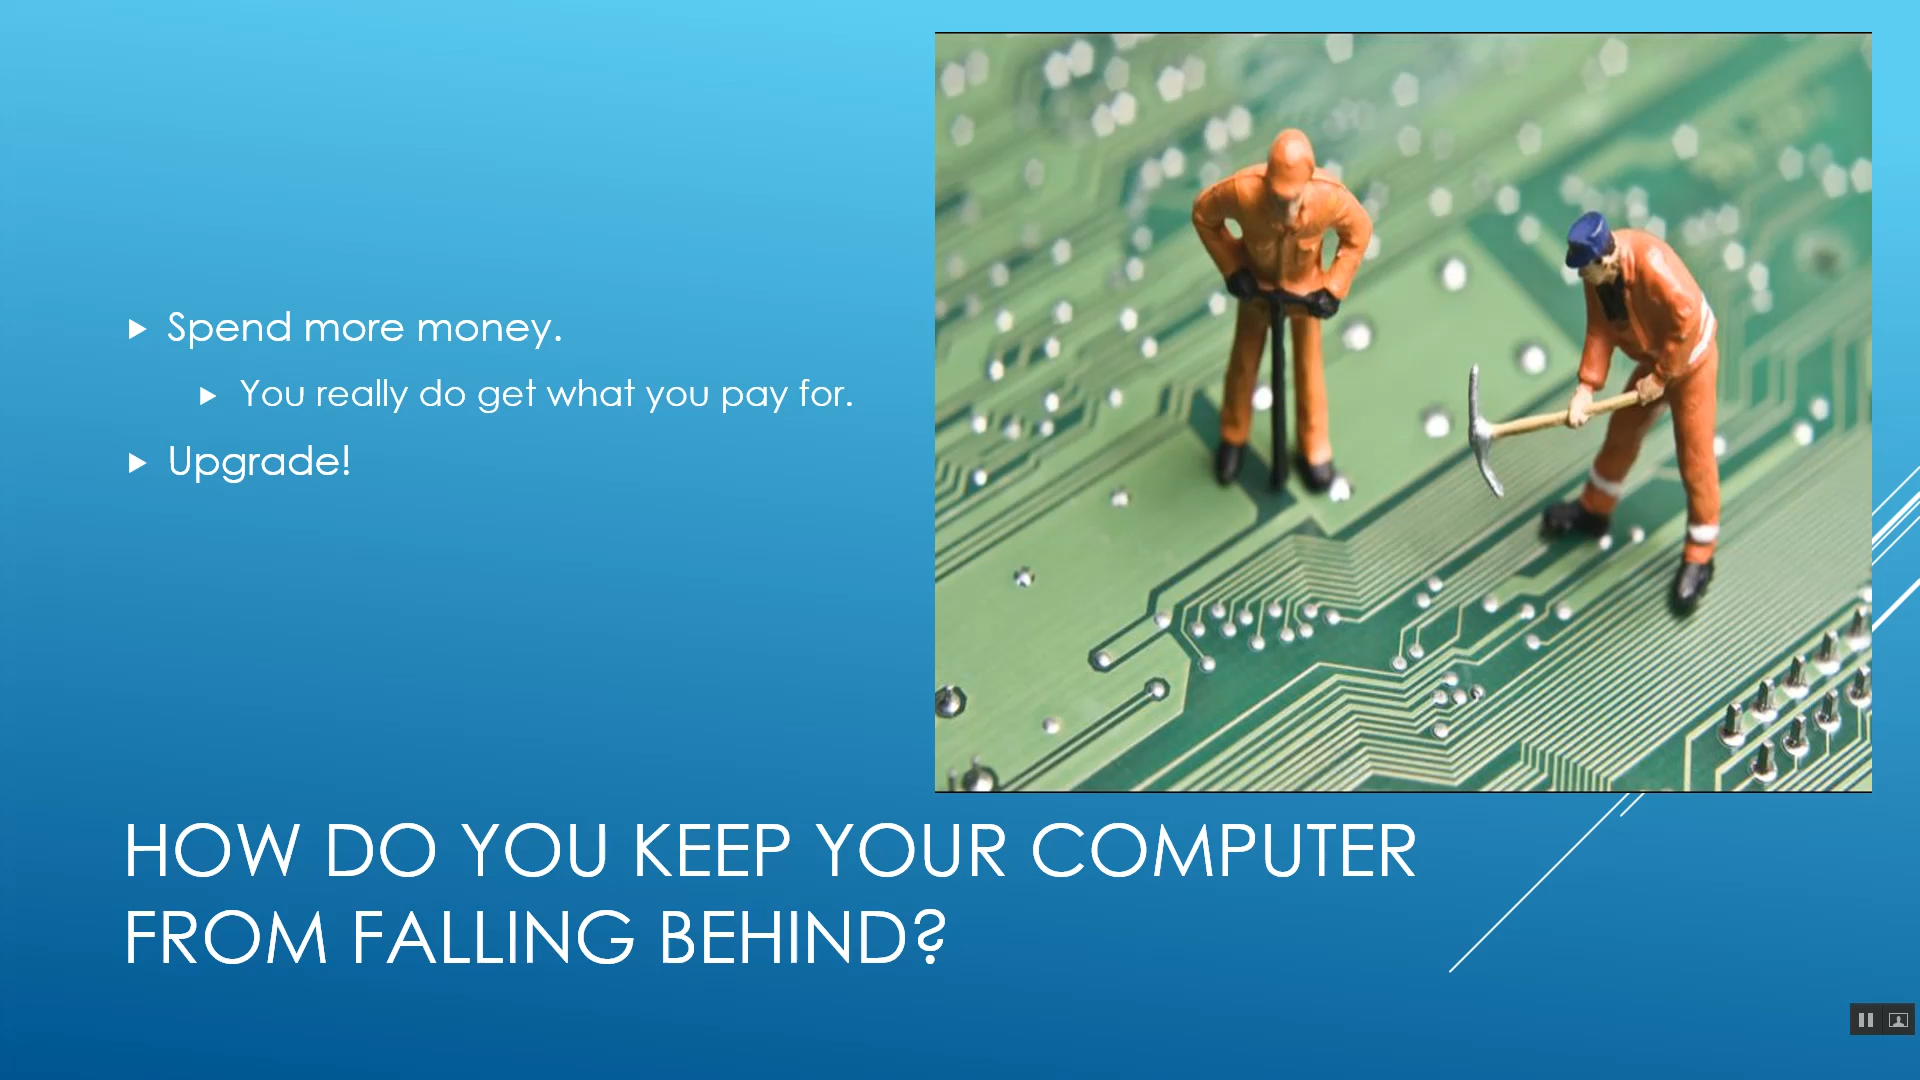 Spend more money.
You really do get what you pay for.
Upgrade!
HOW DO YOU KEEP YOUR COMPUTER
FROM FALLING BEHIND?